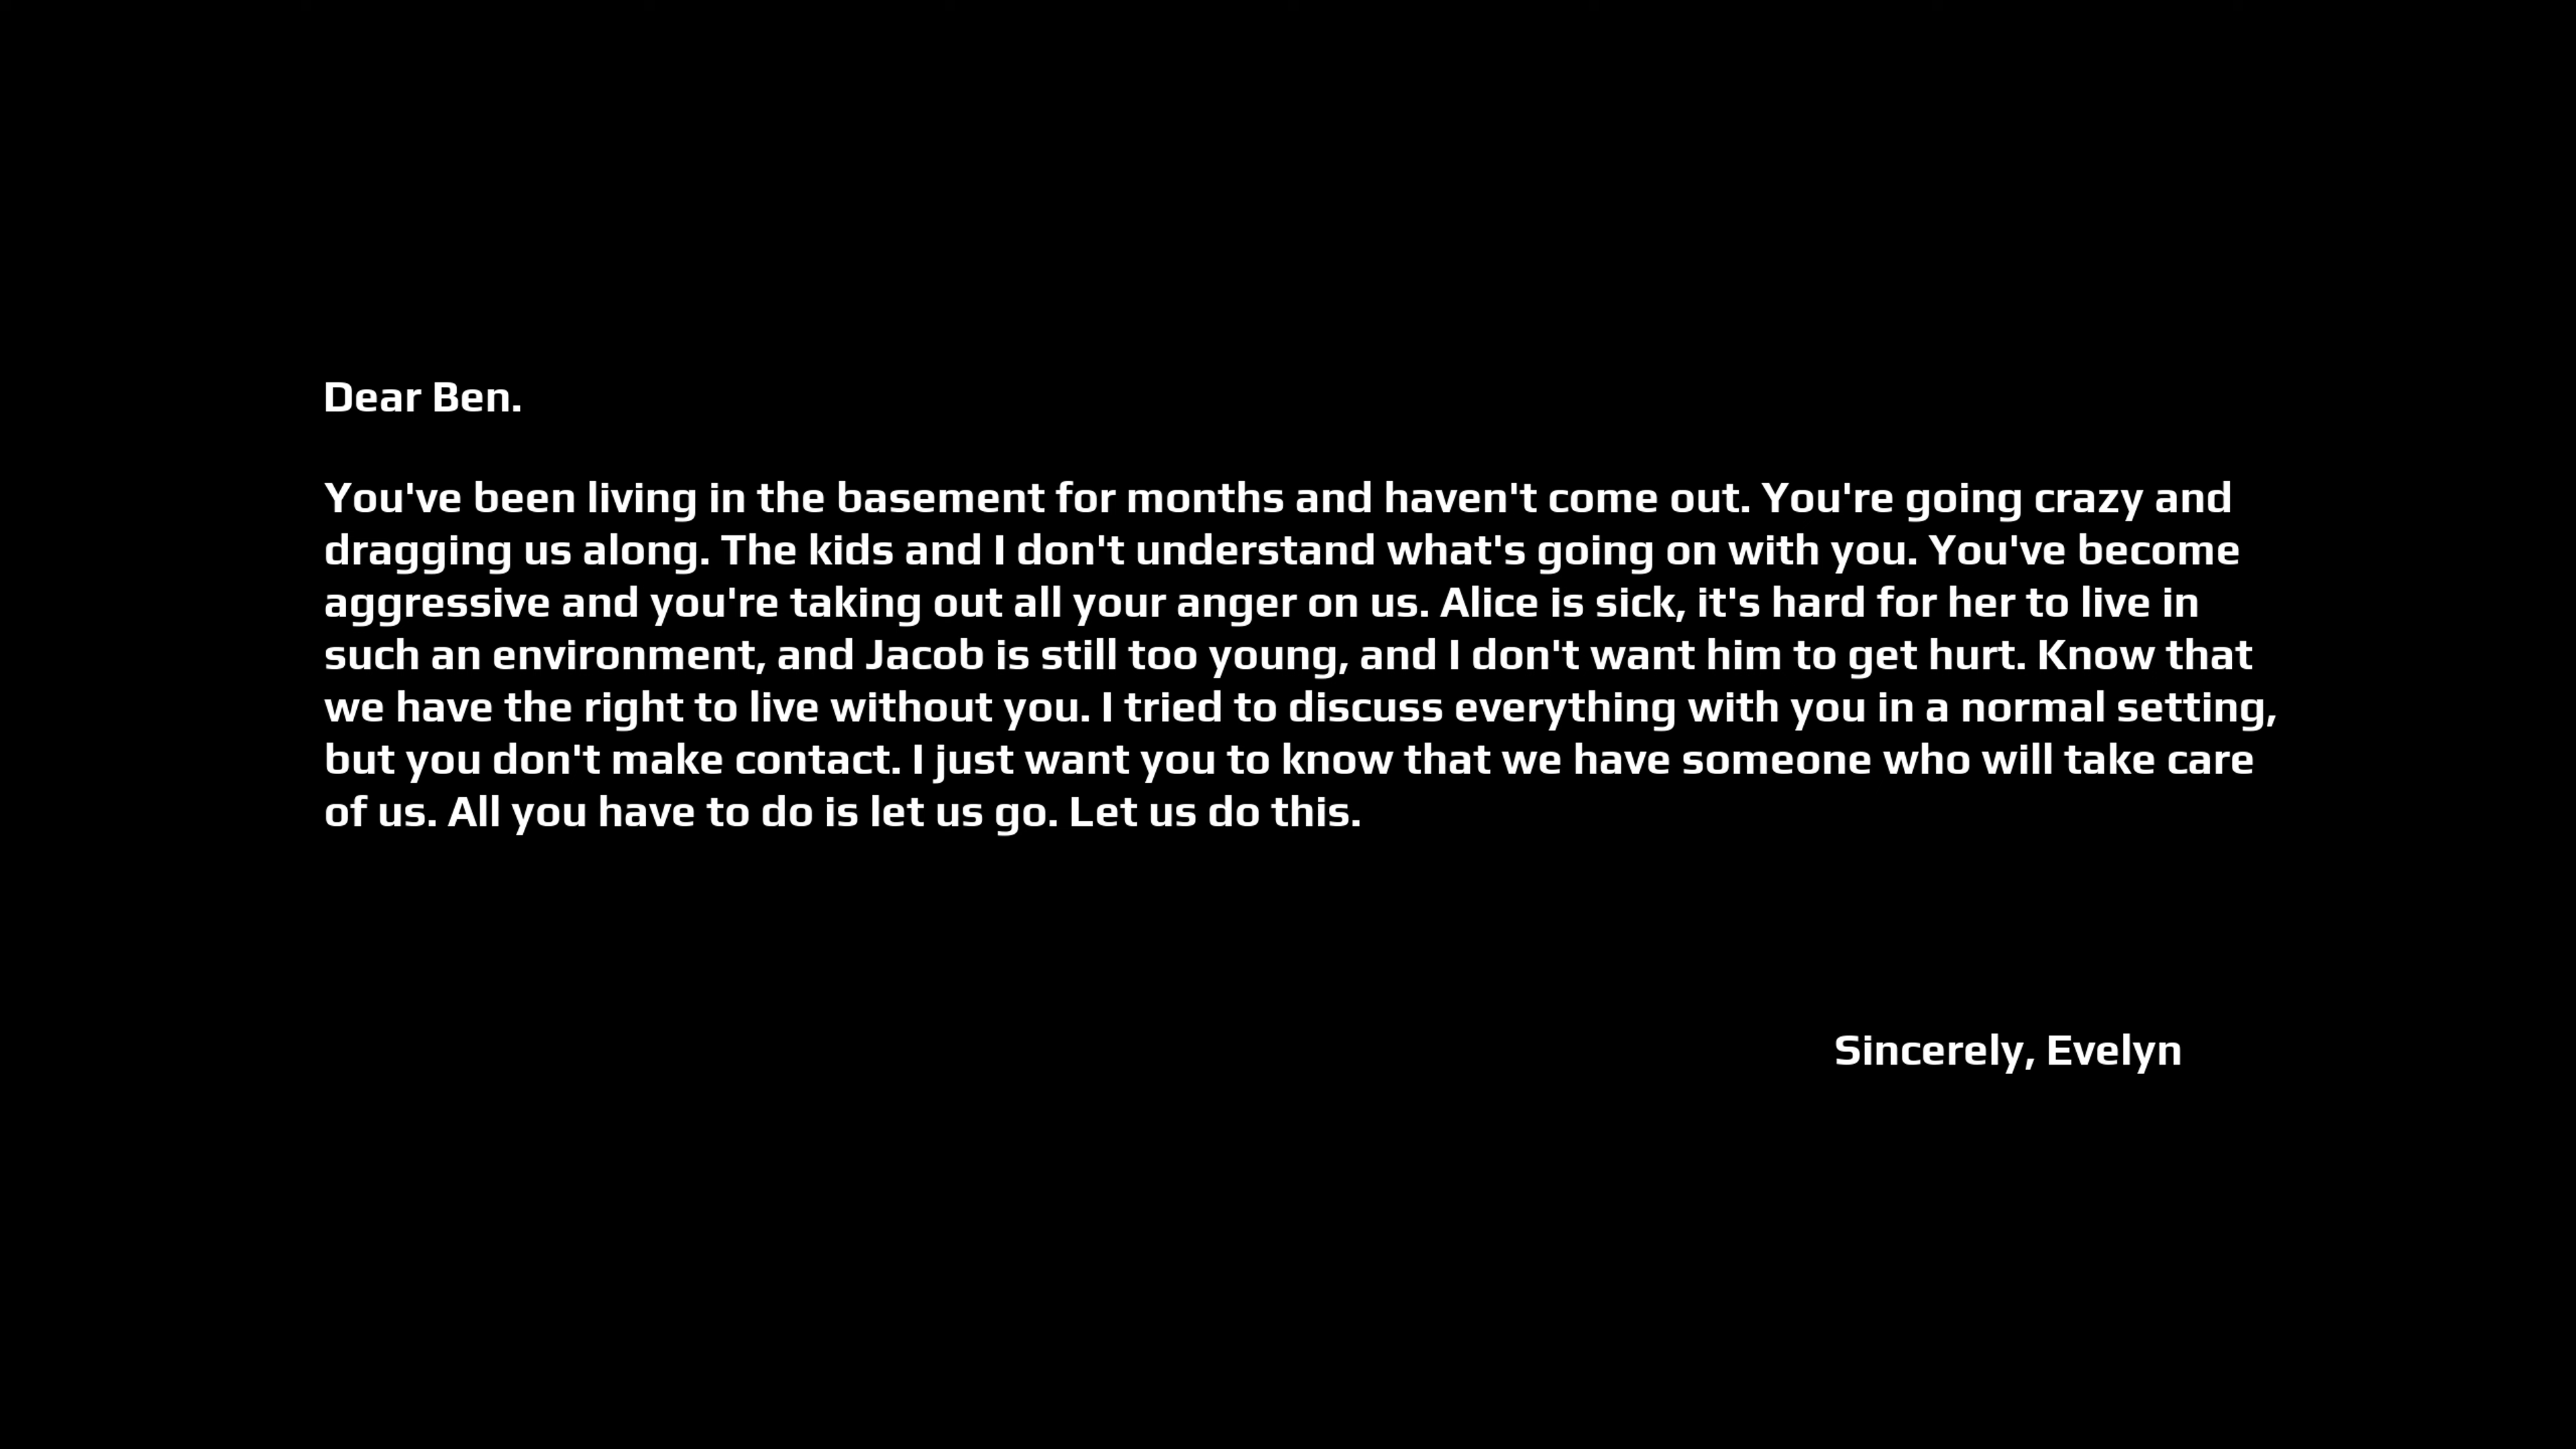 Dear Ben.
You've been living in the basement for months and haven't come out. You're going crazy and
dragging us along. The kids and I don't understand what's going on with you. You've become
aggressive and you're taking out all your anger on us. Alice is sick, it's hard for her to live in
such an environment, and Jacob is still too young, and I don't want him to get hurt. Know that
we have the right to live without you. I tried to discuss everything with you in a normal setting,
but you don't make contact. I just want you to know that we have someone who will take care
of us. All you have to do is let us go. Let us do this.
Sincerely, Evelyn